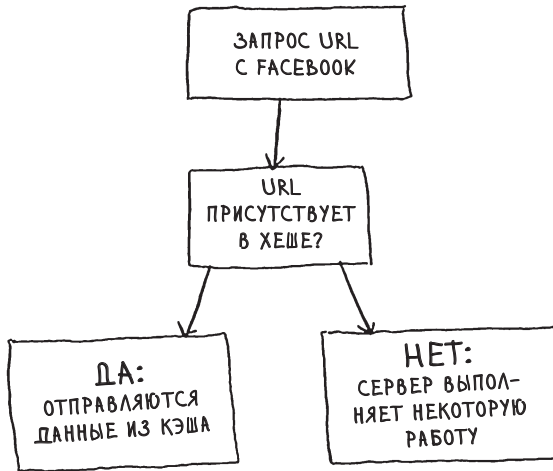 ЗАПРОС URL
С FACEBOOK
URL
ПРИСУТСТВУЕТ
В ХЕШЕ?
ДА:
ОТПРАВЛЯЮТСЯ
ДАННЫЕ ИЗ КЭША
НЕТ:
СЕРВЕР ВЫПОЛ-
НЯЕТ НЕКОТОРУЮ
РАБОТУ